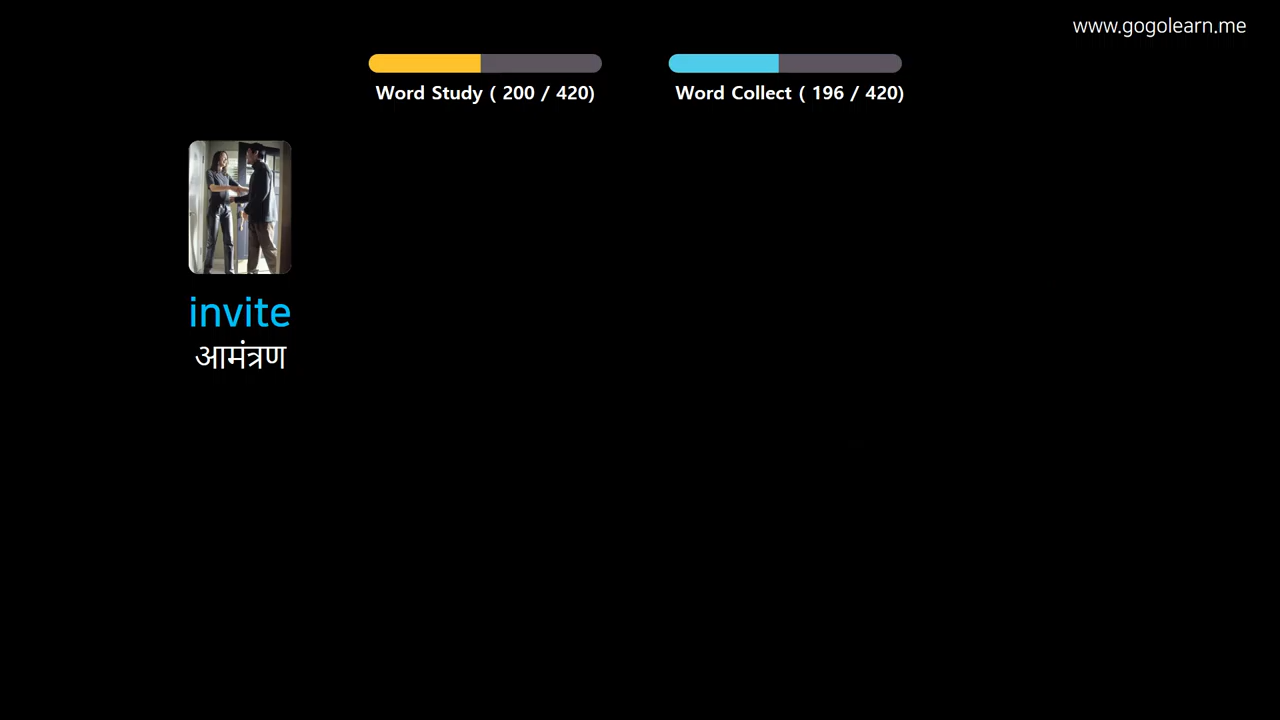 www.gogolearn.me
Word Study ( 200 / 420)
Word Collect ( 196 / 420)
invite
आमंत्रण